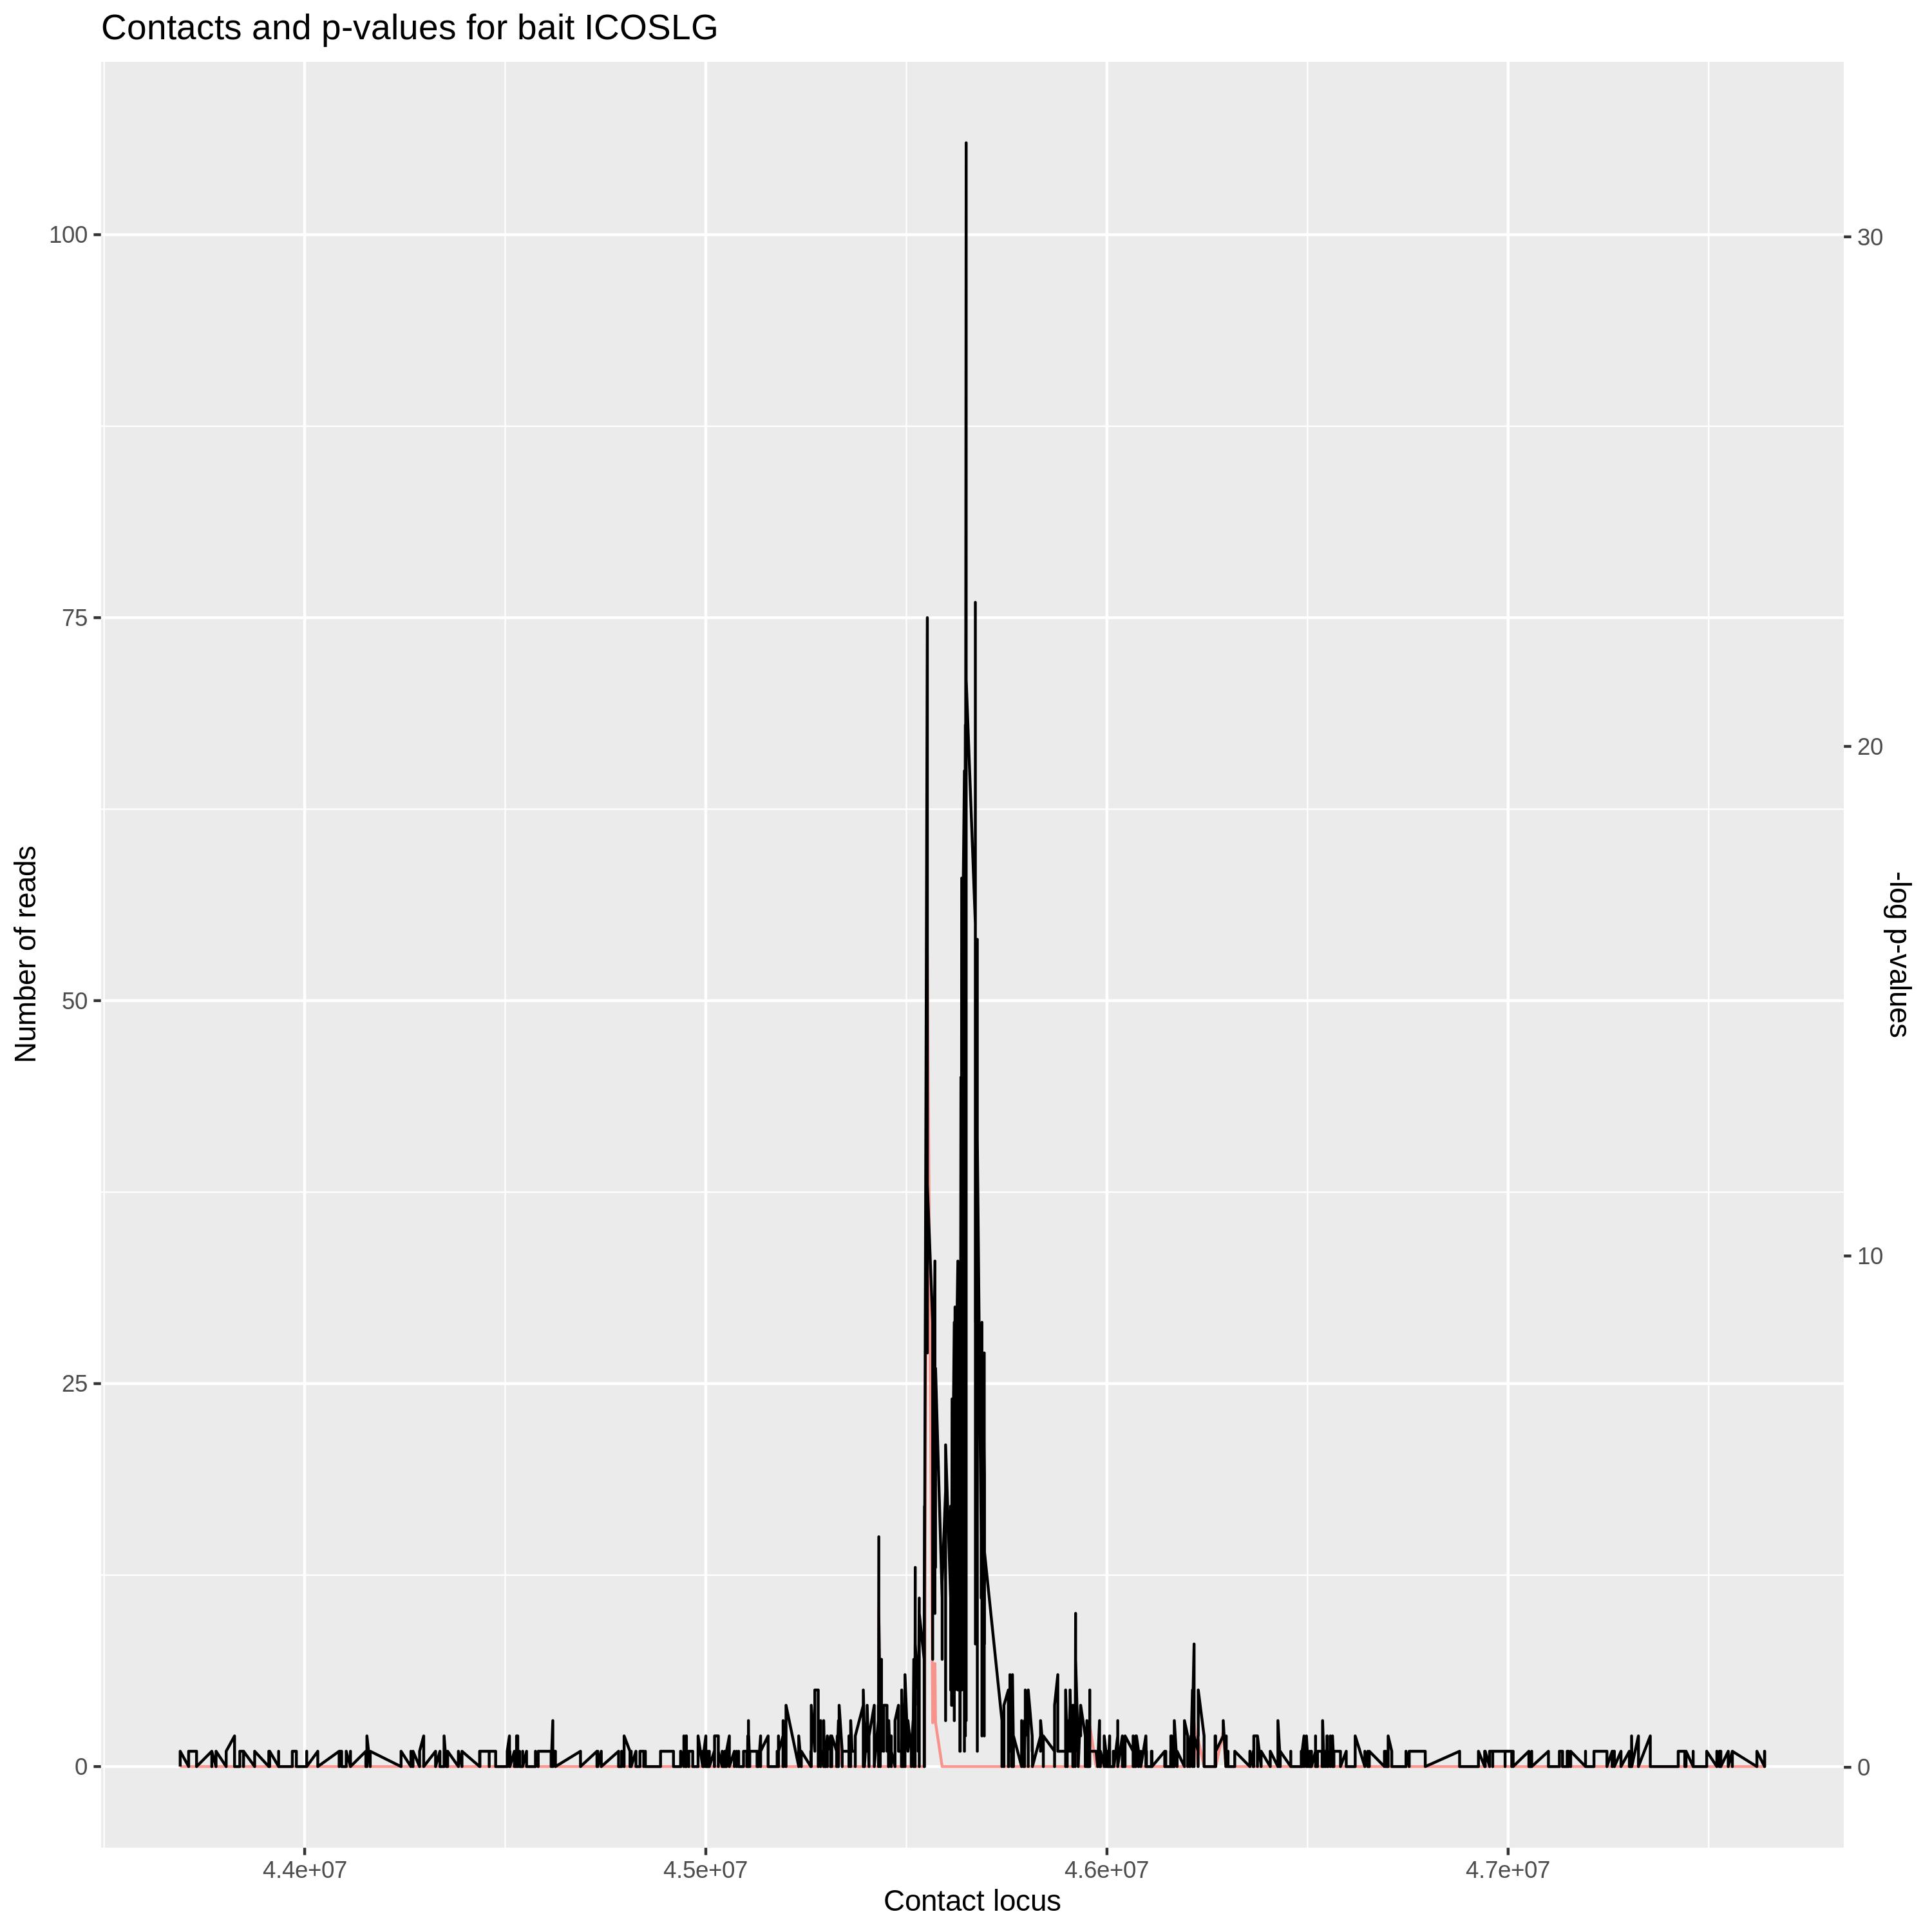 Contacts and p-values for bait ICOSLG
100
75
50
25
0
Number of reads
30
20
10
0
-log p-values
4.4e+07
4.5e+07
4.6e+07
4.7e+07
Contact locus